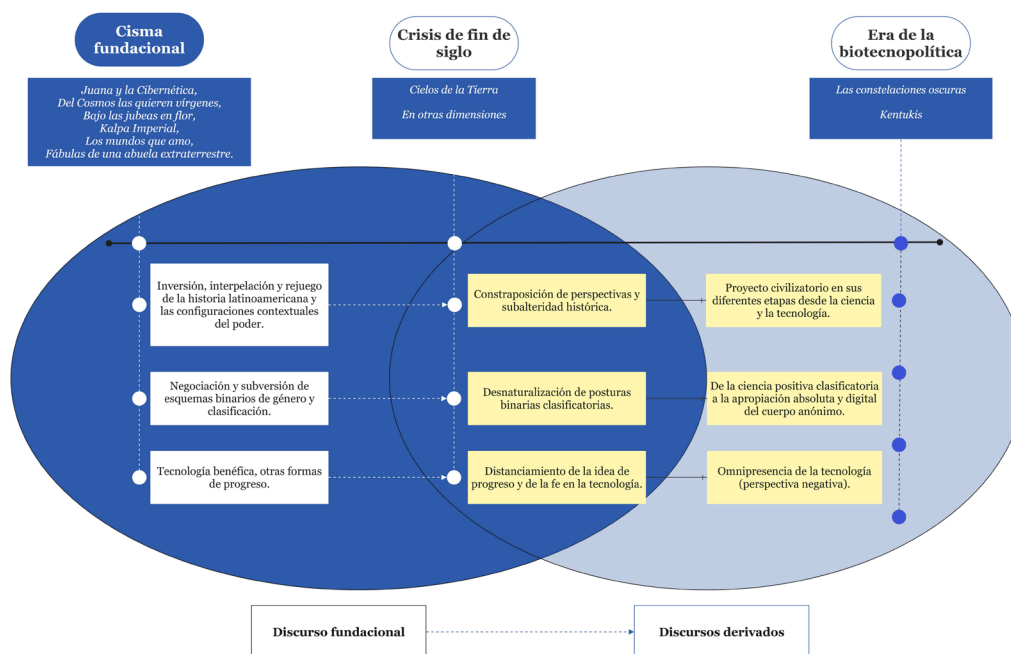 Cisma
fundacional
Juana y la Cibernética,
Del Cosmos las quieren vírgenes,
Bajo las jubeas en flor,
Kalpa Imperial,
Los mundos que amo,
Fábulas de una abuela extraterrestre.
Crisis de fin de
siglo
Cielos de la Tierra
En otras dimensiones
Era de la
biotecnopolítica
Las constelaciones oscuras
Kentukis
Inversión, interpelación y rejuego
de la historia latinoamericana y
las configuraciones contextuales
del poder.
Constraposición de perspectivas y
subalteridad histórica.
Proyecto civilizatorio en sus
diferentes etapas desde la ciencia
y la tecnología.
Negociación y subversión de
esquemas binarios de género y
clasificación.
Desnaturalización de posturas
binarias clasificatorias.
De la ciencia positiva clasificatoria
a la apropiación absoluta y digital
del cuerpo anónimo.
Tecnología benéfica, otras formas
de progreso.
Distanciamiento de la idea de
progreso y de la fe en la tecnología.
Omnipresencia de la tecnología
(perspectiva negativa).
Discurso fundacional
Discursos derivados